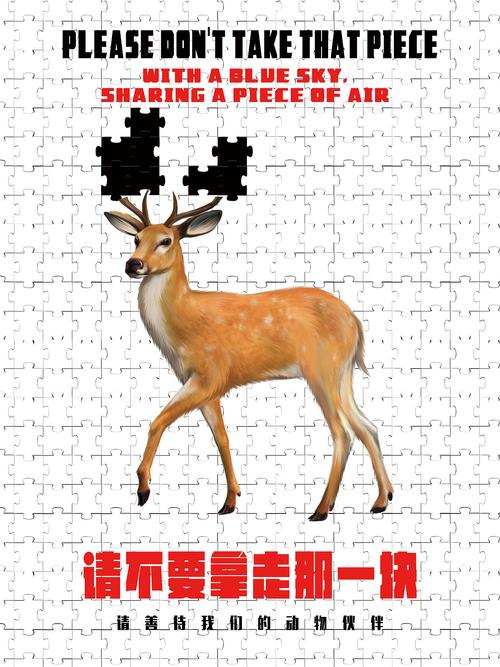 PLEASE DON'T TAKE THAT PIECE
WITH A BLUE SKY,
SHARING A PIECE OF AIR
请不要拿走那一块
请善待我们的动物伙伴